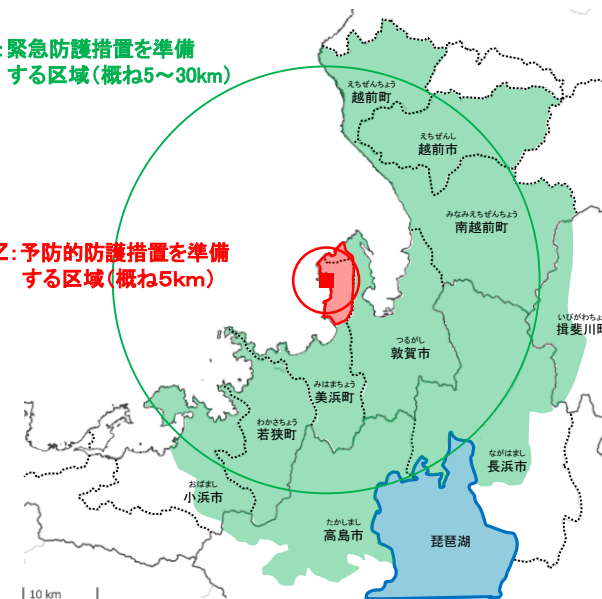 :緊急防護措置を準備
する区域(概ね5～30km)
えちぜんちょう
越前町
えちぜんし
越前市
みなみえちぜんちょう
南越前町
Z:予防的防護措置を準備
する区域(概ね5km)
いびがわちょ
揖斐川町
つるがし
敦賀市
みはまちょう
美浜町
わかさちょう
若狭町
ながはまし
長浜市
おばまし
小浜市
たかしまし
高島市
琵琶湖
10 km